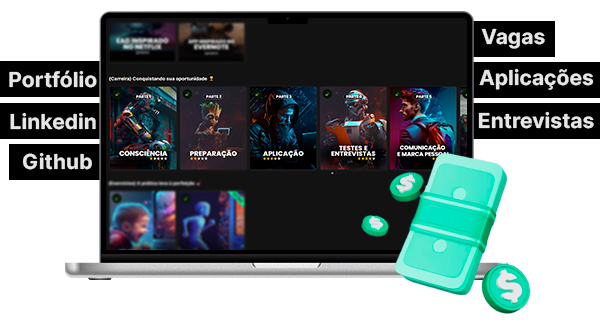 Portfólio
Linkedin
Github
Vagas
Aplicações
Entrevistas
EAD INSPIRADO
NO NETFLIX
APP INSPIRADO NO
EVERNOTE
(Carreira) Conquistando sua oportunidade
PARTE 1
CONSCIÊNCIA
PARTE 2
PREPARAÇÃO
PARTE 3
APLICAÇÃO
PARTE 4
TESTES E
ENTREVISTAS
PARTE 5
COMUNICAÇÃO
E MARCA PESSOAL
(Exercícios) A prática leva à perfeição